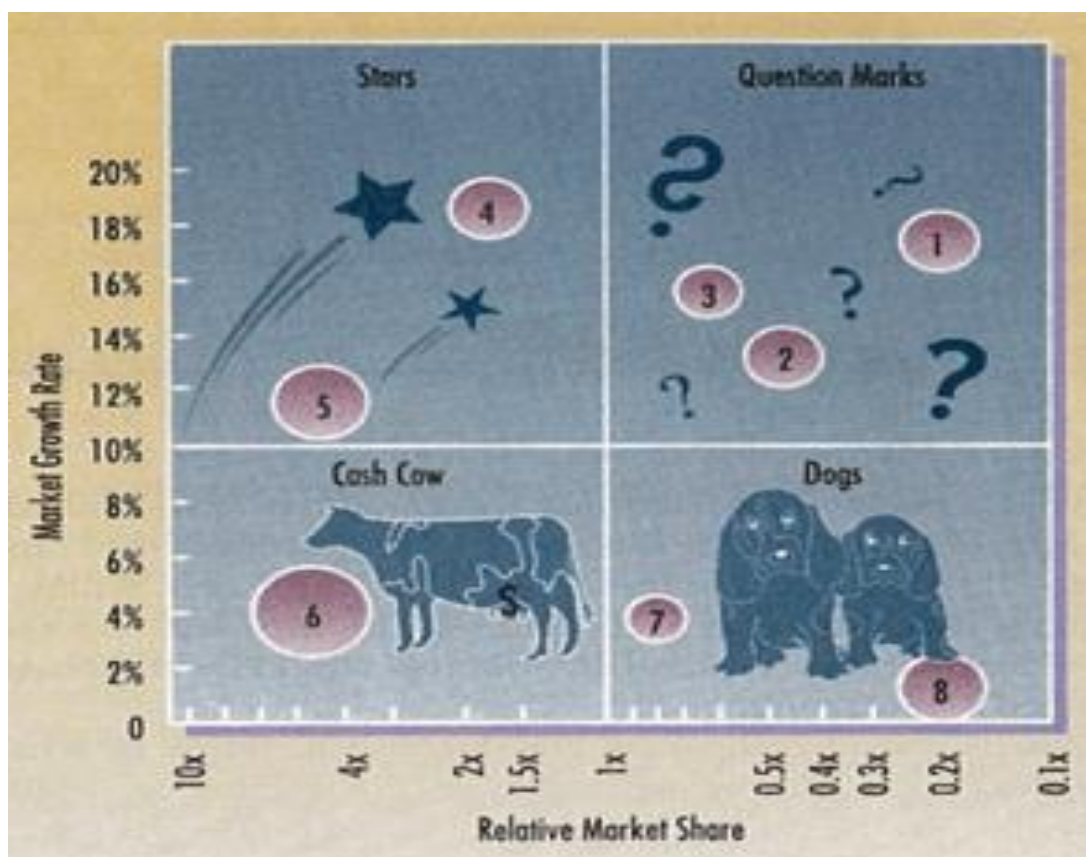 Stars
Question Marks
20%
4
18%
1
16%
3
14%
2
12%
5
10%
Cash Cow
Dogs
8%
6%
S
4%
6
7
2%
8
0
Market Growth Rate
10x
4x
2x
1.5x
1x
0.5x
0.4x
0.3x
0.2x
0.1x
Relative Market Share
?
?
?
?
?